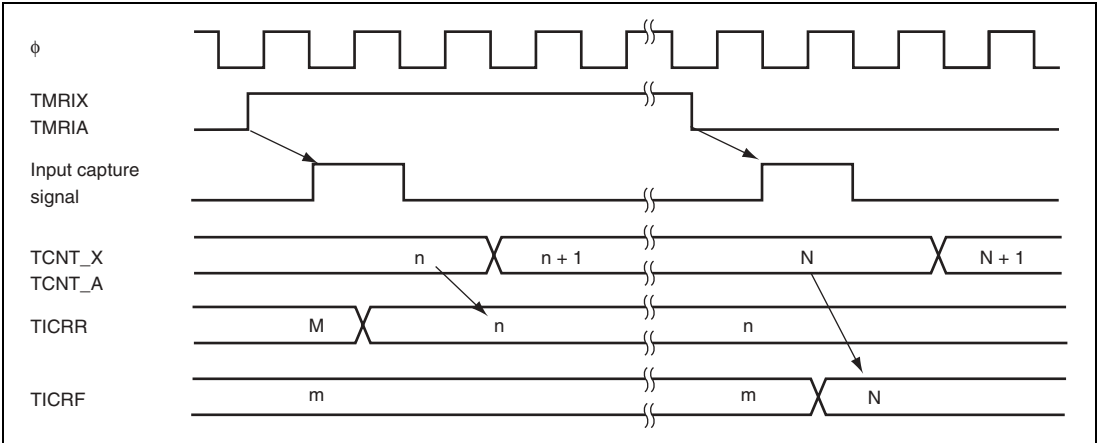 ϕ
TMRIX
TMRIA
Input capture
signal
TCNT_X n n + 1 N N + 1
TCNT_A
TICRR M n n
TICRF m m N